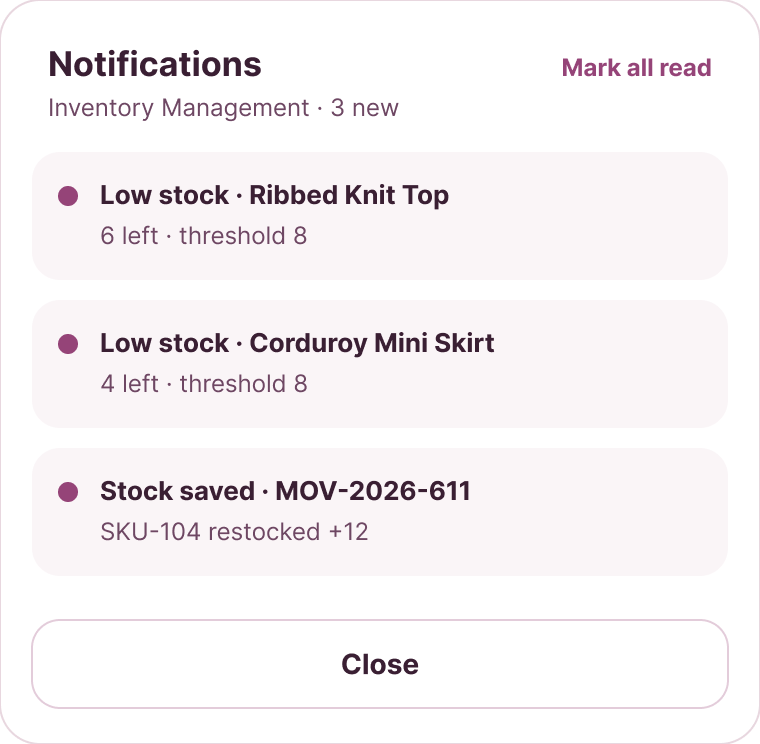 Notifications
Mark all read
Inventory Management · 3 new
Low stock · Ribbed Knit Top
6 left · threshold 8
Low stock · Corduroy Mini Skirt
4 left · threshold 8
Stock saved · MOV-2026-611
SKU-104 restocked +12
Close